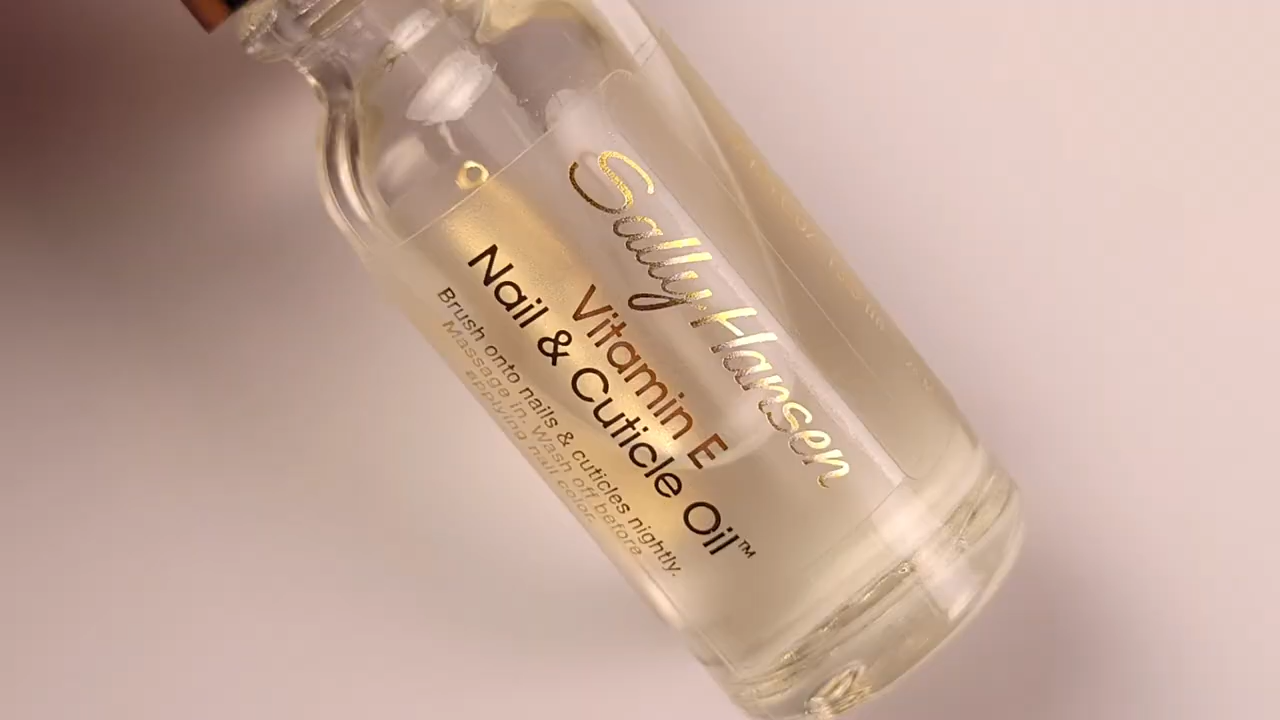 Sally Hansen
Vitamin E
Nail & Cuticle Oil™
Brush onto nails & cuticles nightly.
Massage in. Wash off before
applying nail color.